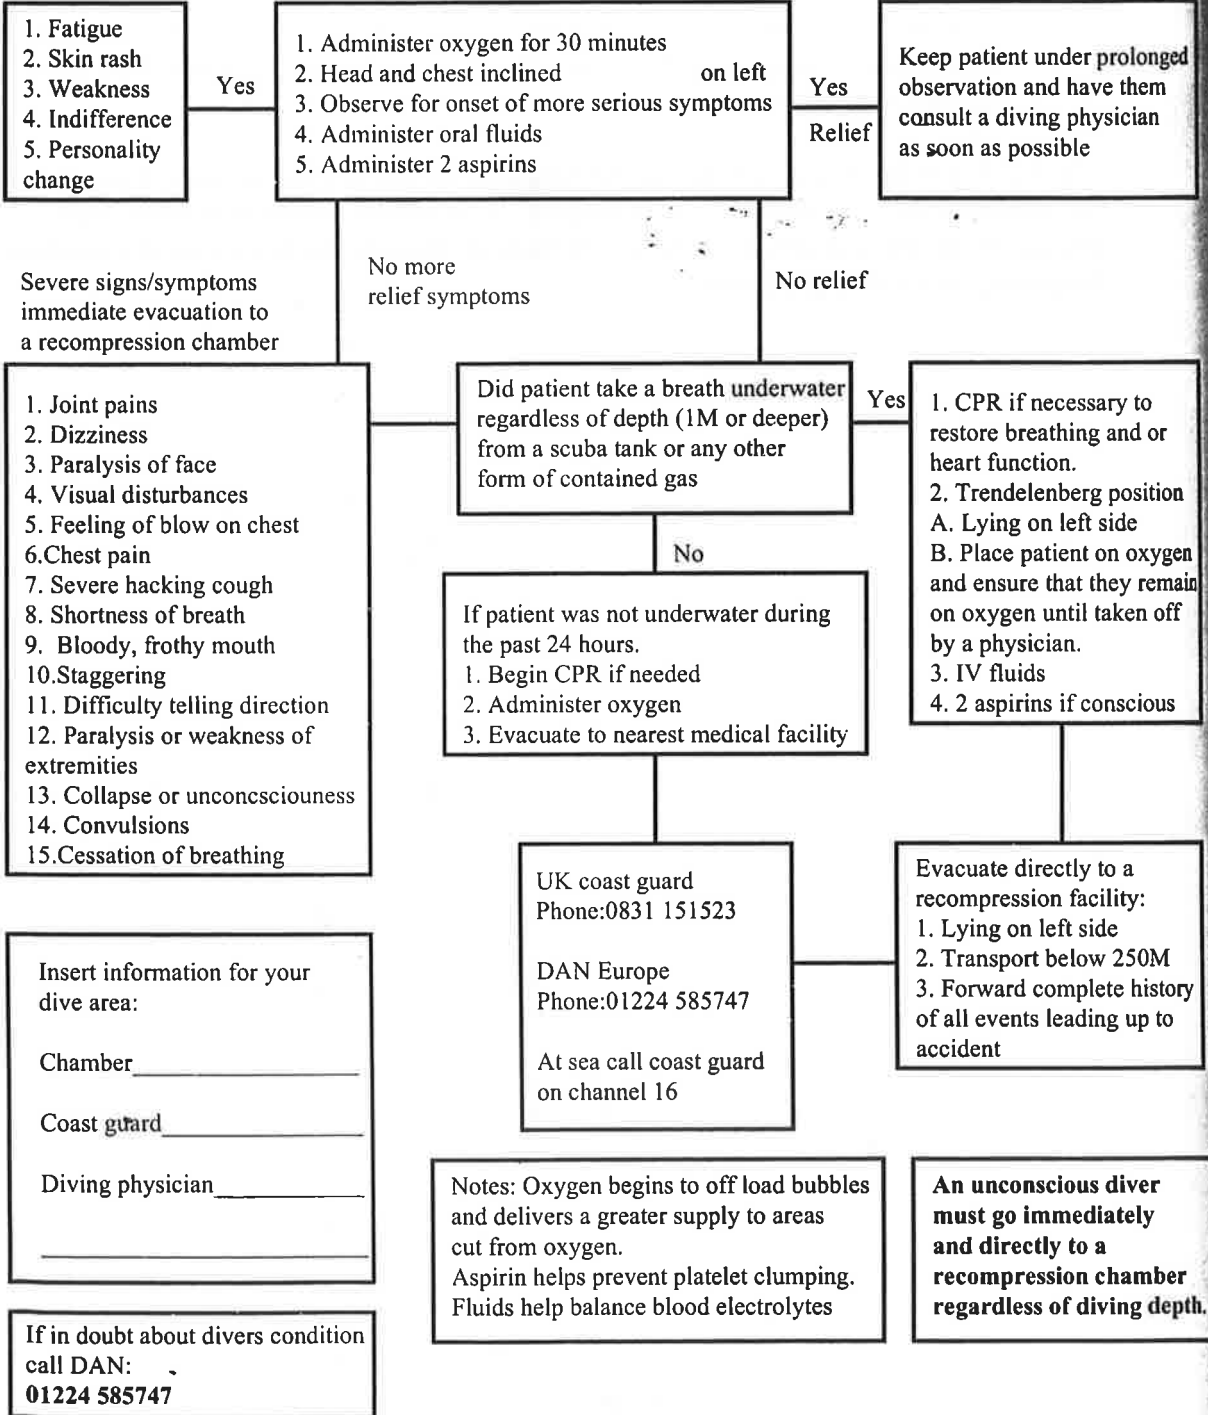 1. Fatigue
2. Skin rash
3. Weakness
4. Indifference
5. Personality
change
Yes
1. Administer oxygen for 30 minutes
2. Head and chest inclined on left
3. Observe for onset of more serious symptoms
4. Administer oral fluids
5. Administer 2 aspirins
Yes
Relief
Keep patient under prolonged
observation and have them
consult a diving physician
as soon as possible
Severe signs/symptoms
immediate evacuation to
a recompression chamber
No more
relief symptoms
No relief
1. Joint pains
2. Dizziness
3. Paralysis of face
4. Visual disturbances
5. Feeling of blow on chest
6.Chest pain
7. Severe hacking cough
8. Shortness of breath
9. Bloody, frothy mouth
10.Staggering
11. Difficulty telling direction
12. Paralysis or weakness of
extremities
13. Collapse or unconcsciouness
14. Convulsions
15.Cessation of breathing
Did patient take a breath underwater
regardless of depth (1M or deeper)
from a scuba tank or any other
form of contained gas
Yes
No
1. CPR if necessary to
restore breathing and or
heart function.
2. Trendelenberg position
A. Lying on left side
B. Place patient on oxygen
and ensure that they remain
on oxygen until taken off
by a physician.
3. IV fluids
4. 2 aspirins if conscious
If patient was not underwater during
the past 24 hours.
1. Begin CPR if needed
2. Administer oxygen
3. Evacuate to nearest medical facility
UK coast guard
Phone:0831 151523
DAN Europe
Phone:01224 585747
At sea call coast guard
on channel 16
Evacuate directly to a
recompression facility:
1. Lying on left side
2. Transport below 250M
3. Forward complete history
of all events leading up to
accident
Insert information for your
dive area:
Chamber
Coast guard
Diving physician
Notes: Oxygen begins to off load bubbles
and delivers a greater supply to areas
cut from oxygen.
Aspirin helps prevent platelet clumping.
Fluids help balance blood electrolytes
An unconscious diver
must go immediately
and directly to a
recompression chamber
regardless of diving depth.
If in doubt about divers condition
call DAN:
01224 585747